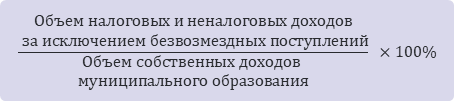 Объем налоговых и неналоговых доходов
за исключением безвозмездных поступлений
× 100%
Объем собственных доходов
муниципального образования